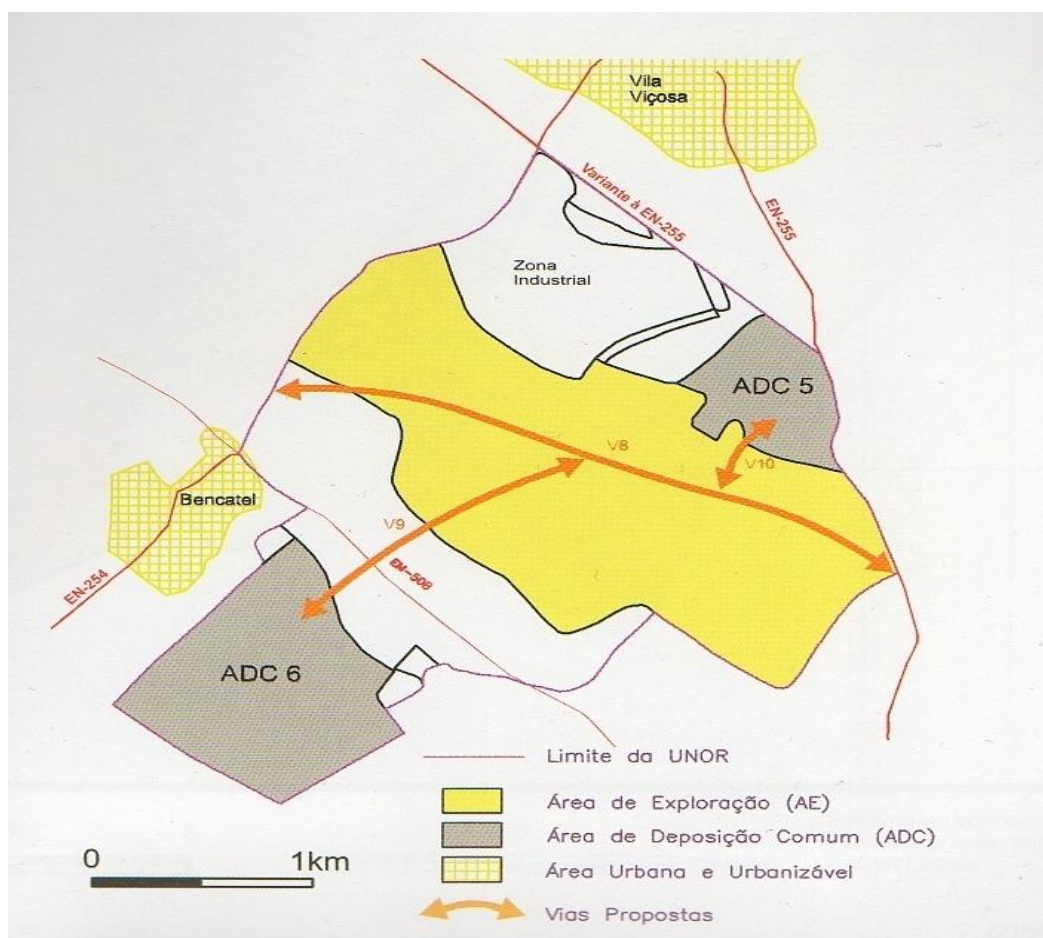 Vila
Viçosa
Variante à EN-255
EN-255
Zona
Industrial
ADC 5
V8
V10
Bencatel
V9
EM-508
EN-254
ADC 6
Limite da UNOR
Área de Exploração (AE)
Área de Deposição Comum (ADC)
Área Urbana e Urbanizável
Vias Propostas
0 1km